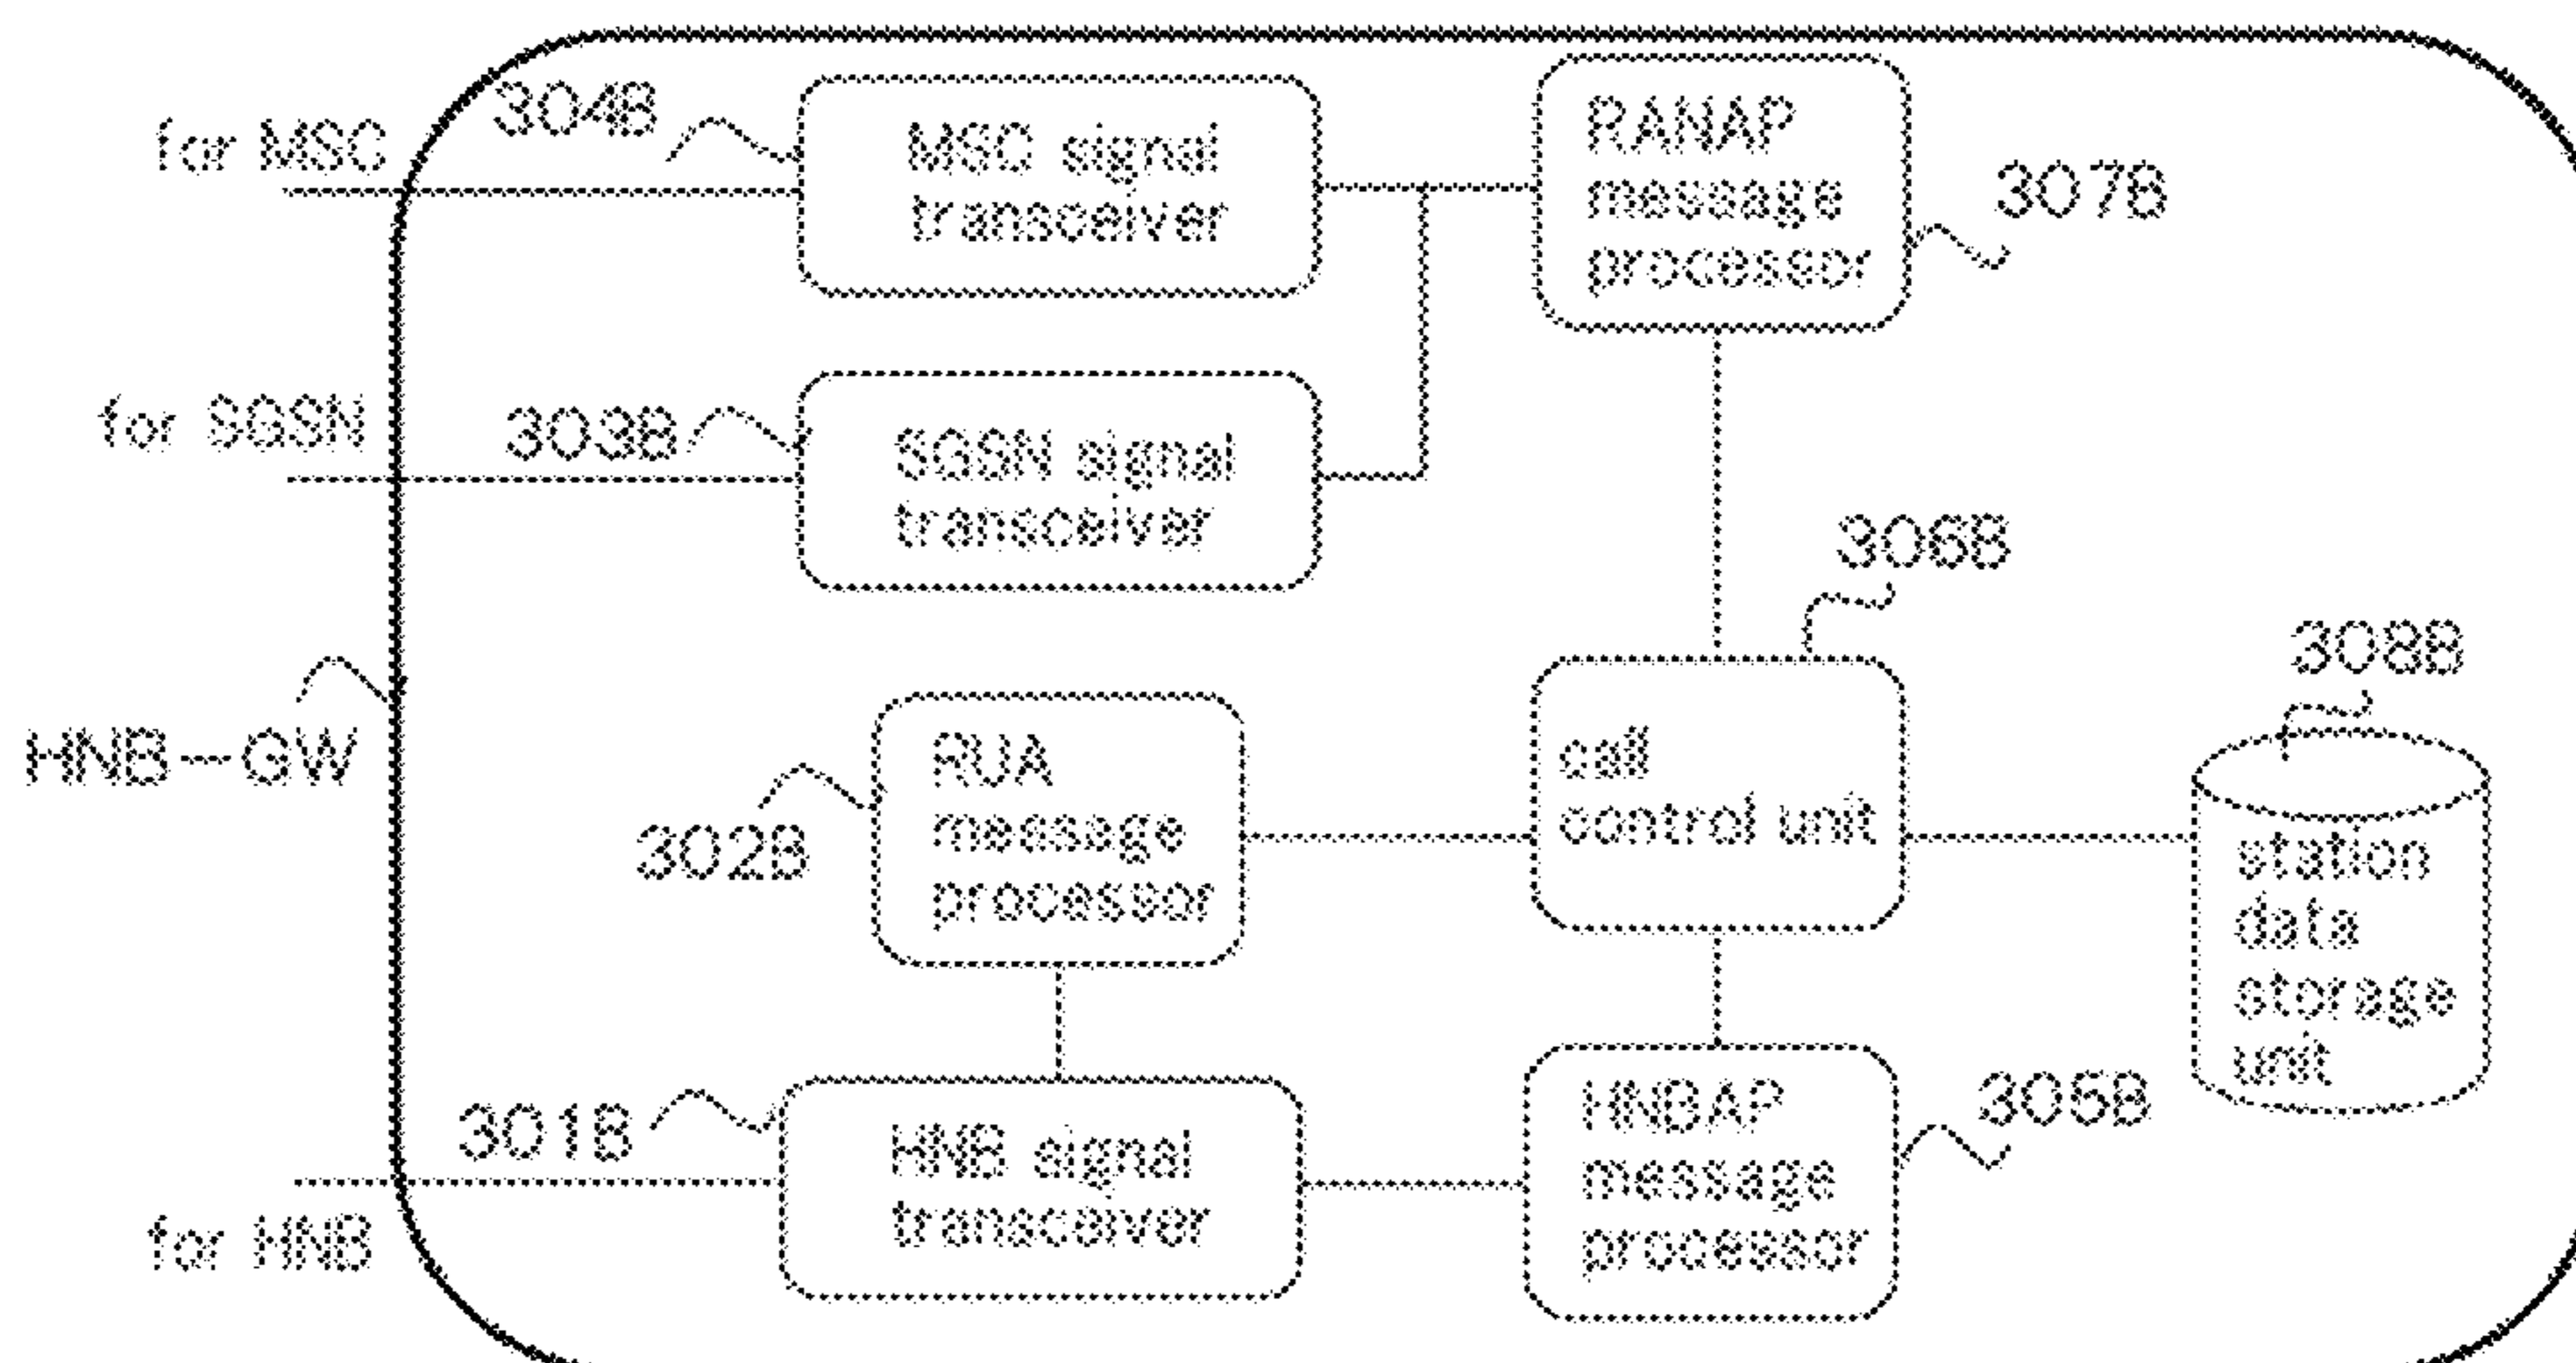 for MSC
304B
MSC signal
transceiver
RANAP
message
processor
307B
for SGSN
303B
SGSN signal
transceiver
306B
308B
HNB-GW
302B
RUA
message
processor
call
control unit
station
data
storage
unit
301B
HNB signal
transceiver
HNBAP
message
processor
305B
for HNB